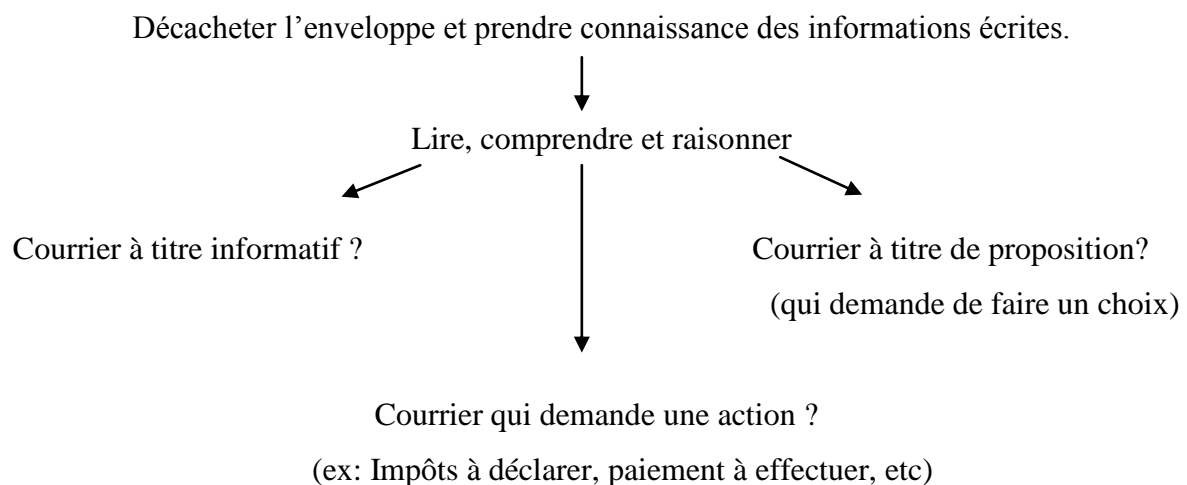 Décacheter l’enveloppe et prendre connaissance des informations écrites.
Lire, comprendre et raisonner
Courrier à titre informatif ?
Courrier à titre de proposition?
(qui demande de faire un choix)
Courrier qui demande une action ?
(ex: Impôts à déclarer, paiement à effectuer, etc)